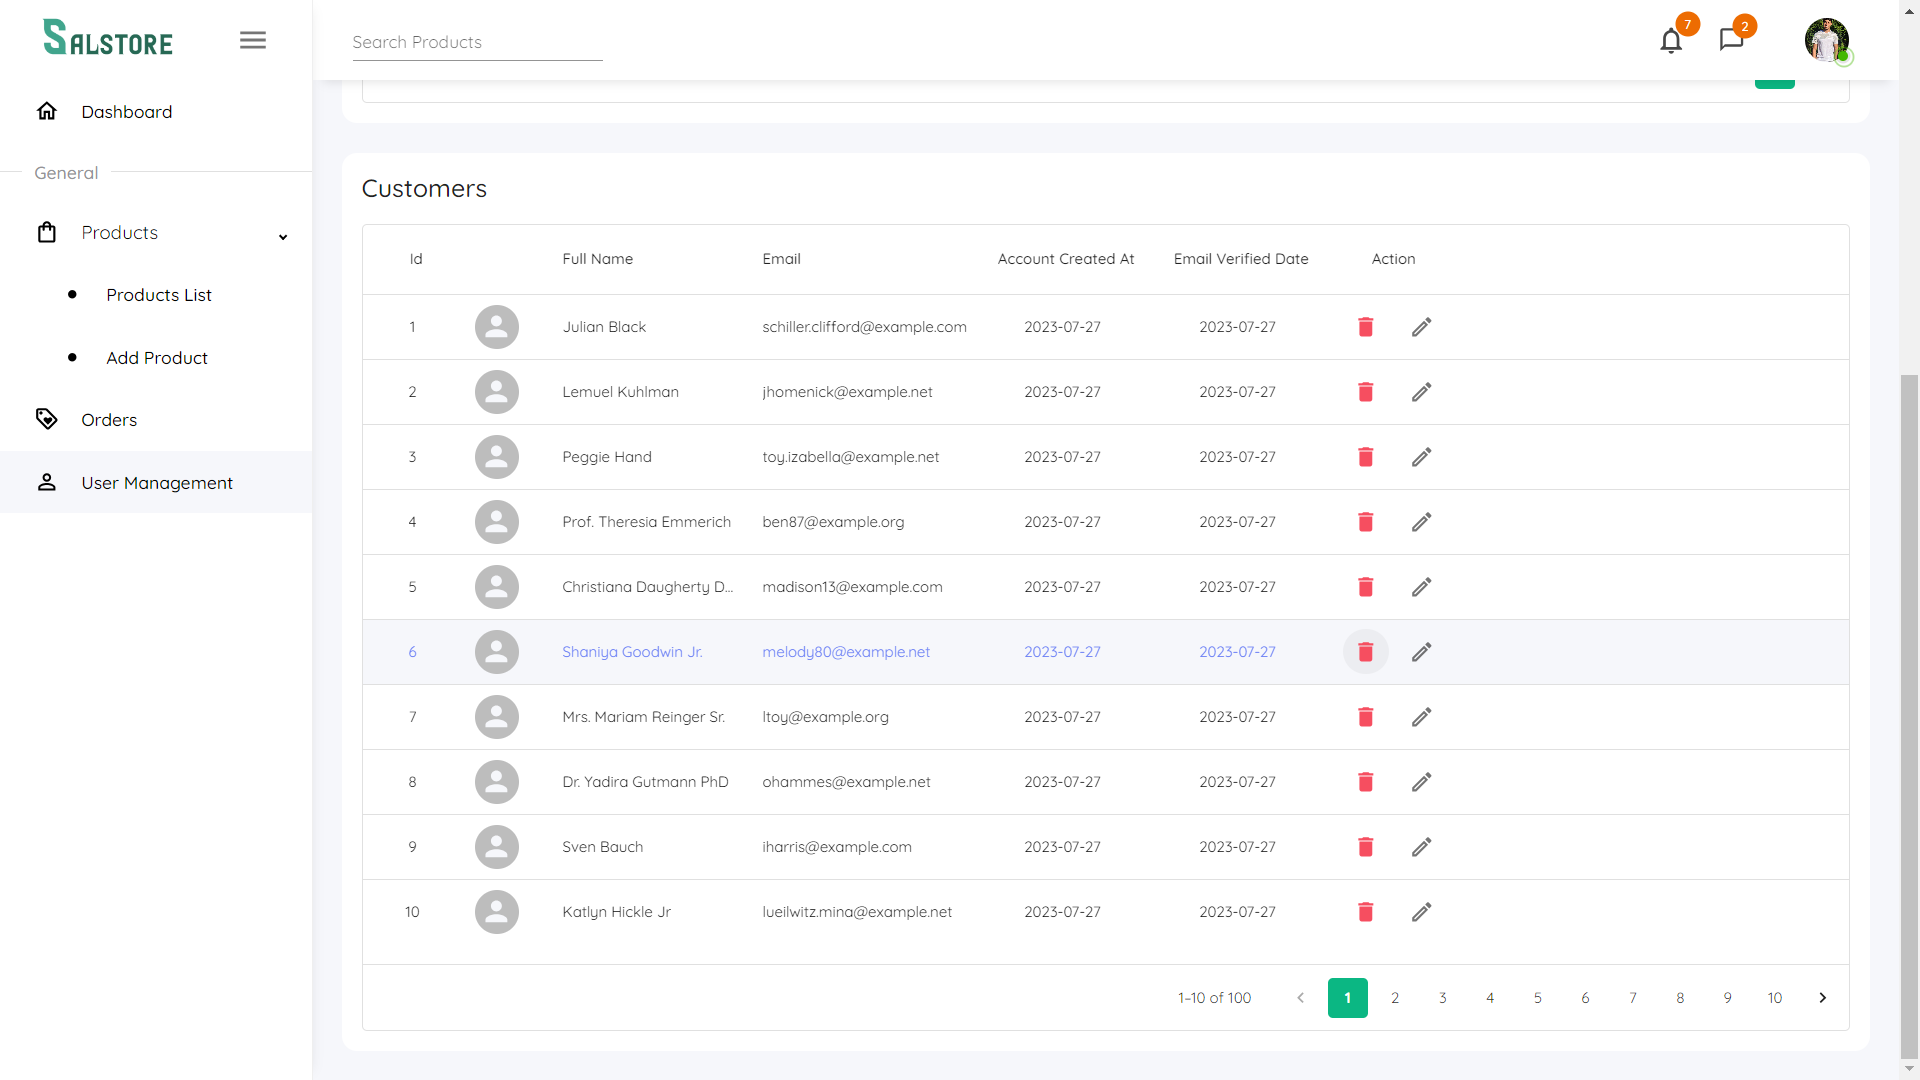 SALSTORE
Search Products
7
2
Dashboard
General
Products
Products List
Add Product
Orders
User Management
Customers
Id Full Name Email Account Created At Email Verified Date Action
1 Julian Black schiller.clifford@example.com 2023-07-27 2023-07-27
2 Lemuel Kuhlman jhomenick@example.net 2023-07-27 2023-07-27
3 Peggie Hand toy.izabella@example.net 2023-07-27 2023-07-27
4 Prof. Theresia Emmerich ben87@example.org 2023-07-27 2023-07-27
5 Christiana Daugherty D... madison13@example.com 2023-07-27 2023-07-27
6 Shaniya Goodwin Jr. melody80@example.net 2023-07-27 2023-07-27
7 Mrs. Mariam Reinger Sr. ltoy@example.org 2023-07-27 2023-07-27
8 Dr. Yadira Gutmann PhD ohammes@example.net 2023-07-27 2023-07-27
9 Sven Bauch iharris@example.com 2023-07-27 2023-07-27
10 Katlyn Hickle Jr lueilwitz.mina@example.net 2023-07-27 2023-07-27
1–10 of 100 1 2 3 4 5 6 7 8 9 10